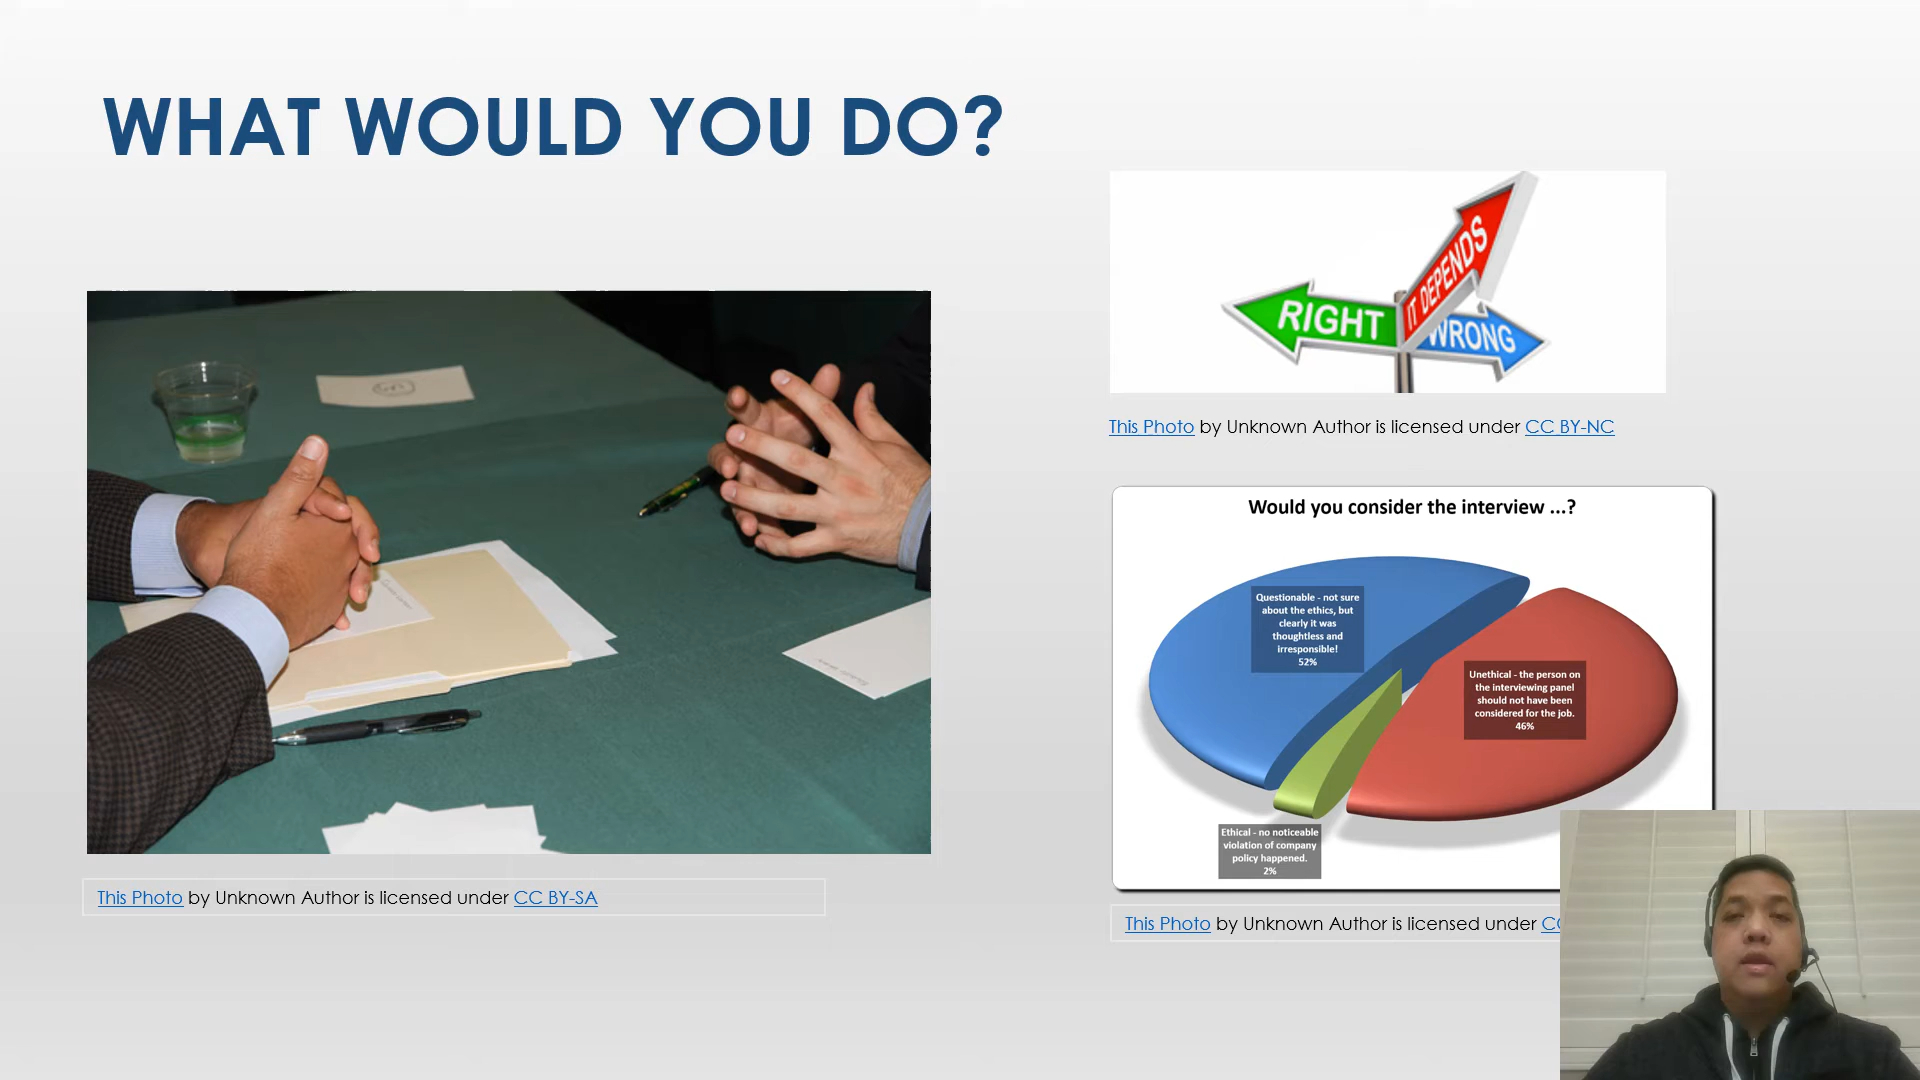 WHAT WOULD YOU DO?
RIGHT
IT DEPENDS
WRONG
This Photo by Unknown Author is licensed under CC BY-NC
Would you consider the interview ...?
Questionable - not sure
about the ethics, but
clearly it was
thoughtless and
irresponsible!
52%
Unethical - the person on
the interviewing panel
should not have been
considered for the job.
46%
Ethical - no noticeable
violation of company
policy happened.
2%
This Photo by Unknown Author is licensed under CC BY-SA
This Photo by Unknown Author is licensed under